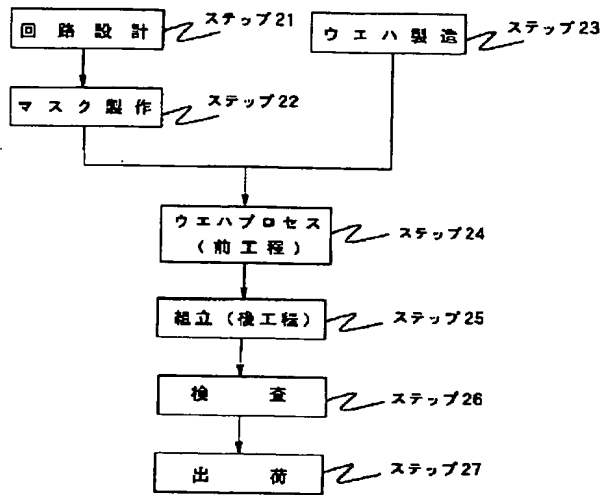 回路設計
ステップ21
ウエハ製造
ステップ23
マスク製作
ステップ22
ウエハプロセス
(前工程)
ステップ24
組立(後工程)
ステップ25
検査
ステップ26
出荷
ステップ27